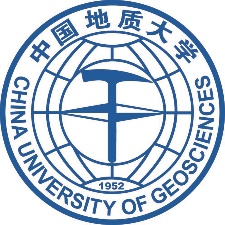 中国地质大学
CHINA UNIVERSITY OF GEOSCIENCES
1952